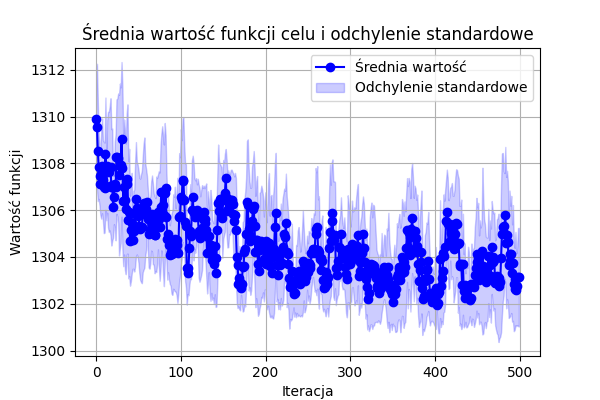 Średnia wartość funkcji celu i odchylenie standardowe
Średnia wartość
Odchylenie standardowe
Wartość funkcji
1312
1310
1308
1306
1304
1302
1300
0 100 200 300 400 500
Iteracja